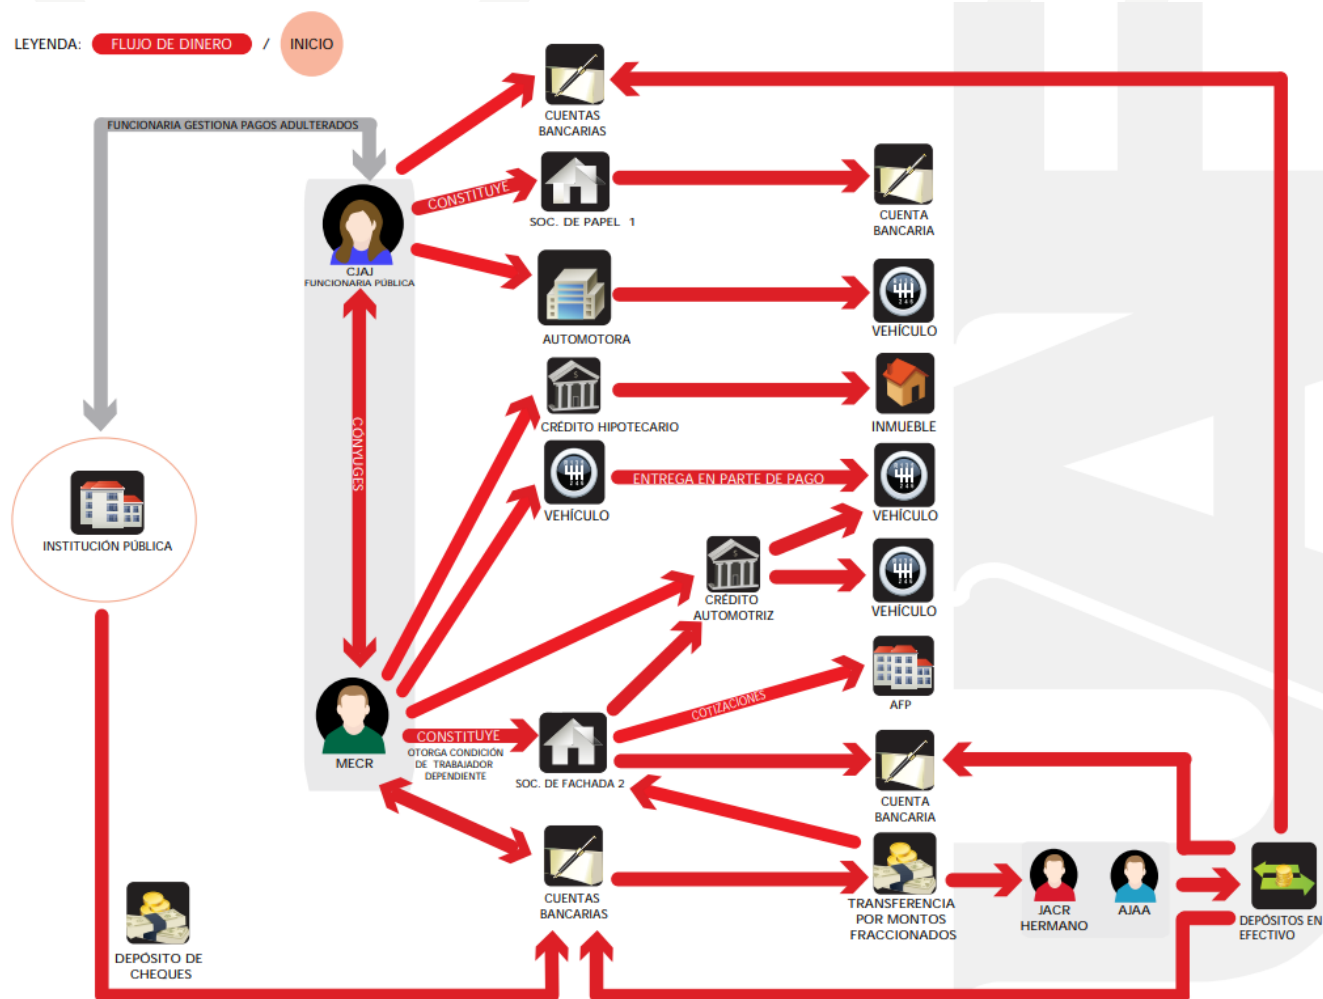 LEYENDA: FLUJO DE DINERO / INICIO
FUNCIONARIA GESTIONA PAGOS ADULTERADOS
CUENTAS
BANCARIAS
CONSTITUYE
SOC. DE PAPEL 1
CUENTA
BANCARIA
CJAJ
FUNCIONARIA PÚBLICA
AUTOMOTORA
VEHÍCULO
CÓNYUGES
CRÉDITO HIPOTECARIO
INMUEBLE
INSTITUCIÓN PÚBLICA
VEHÍCULO
ENTREGA EN PARTE DE PAGO
VEHÍCULO
CRÉDITO
AUTOMOTRIZ
VEHÍCULO
COTIZACIONES
AFP
MECR
CONSTITUYE
OTORGA CONDICIÓN
DE TRABAJADOR
DEPENDIENTE
SOC. DE FACHADA 2
CUENTA
BANCARIA
CUENTAS
BANCARIAS
TRANSFERENCIA
POR MONTOS
FRACCIONADOS
JACR
HERMANO
AJAA
DEPÓSITOS EN
EFECTIVO
DEPÓSITO DE
CHEQUES